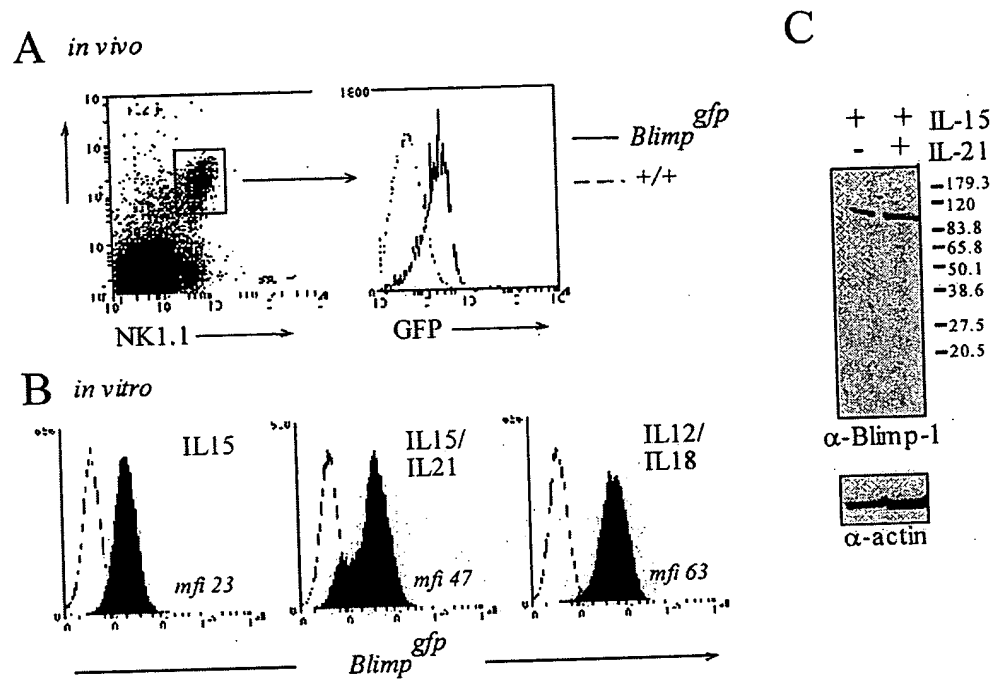 A in vivo
1800
Blimp gfp
+/+
NK1.1
GFP
B in vitro
IL15
mfi 23
IL15/
IL21
mfi 47
IL12/
IL18
mfi 63
Blimp gfp
C
+ + IL-15
- + IL-21
179.3
120
83.8
65.8
50.1
38.6
27.5
20.5
α-Blimp-1
α-actin